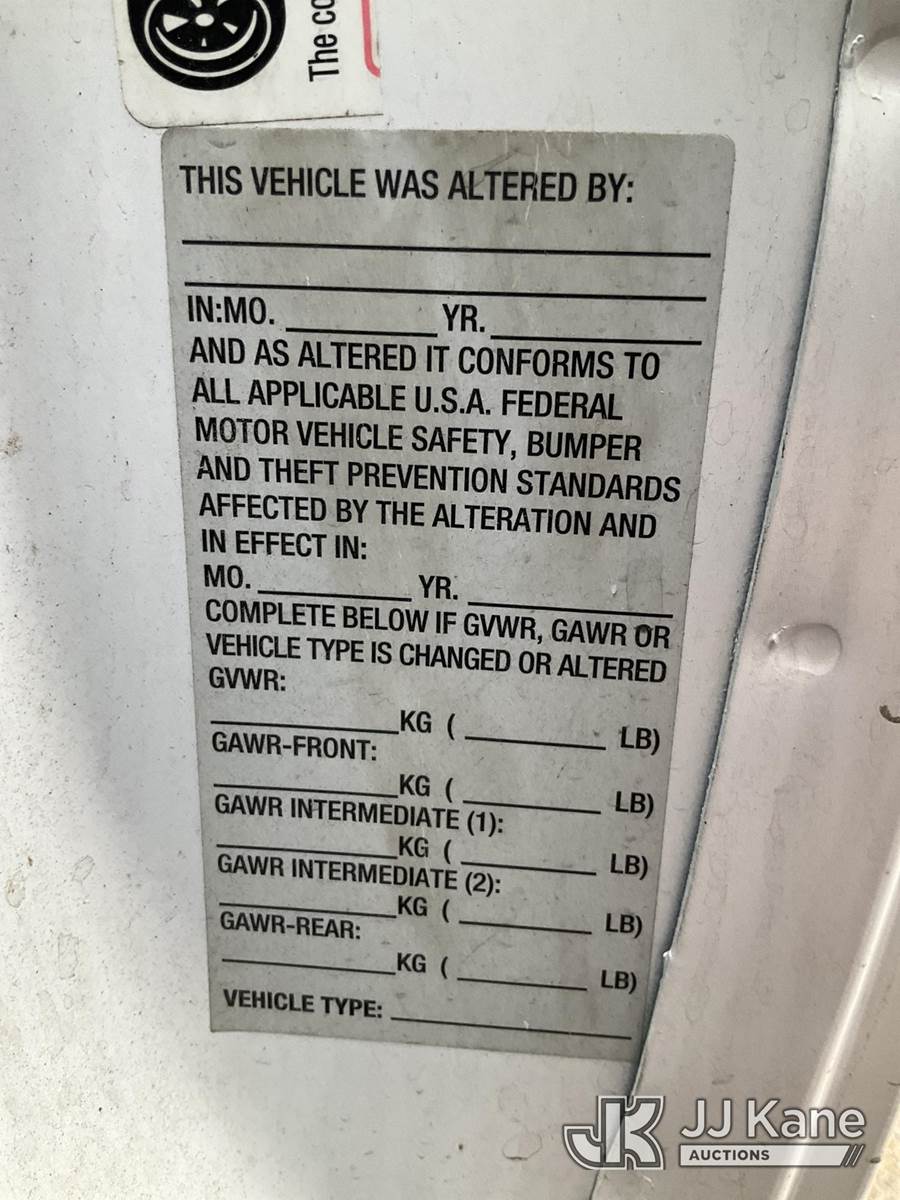 The co
THIS VEHICLE WAS ALTERED BY:
IN:MO. YR.
AND AS ALTERED IT CONFORMS TO
ALL APPLICABLE U.S.A. FEDERAL
MOTOR VEHICLE SAFETY, BUMPER
AND THEFT PREVENTION STANDARDS
AFFECTED BY THE ALTERATION AND
IN EFFECT IN:
MO. YR.
COMPLETE BELOW IF GVWR, GAWR OR
VEHICLE TYPE IS CHANGED OR ALTERED
GVWR:
KG ( LB)
GAWR-FRONT:
KG ( LB)
GAWR INTERMEDIATE (1):
KG ( LB)
GAWR INTERMEDIATE (2):
KG ( LB)
GAWR-REAR:
KG ( LB)
VEHICLE TYPE:
JK JJ Kane
AUCTIONS